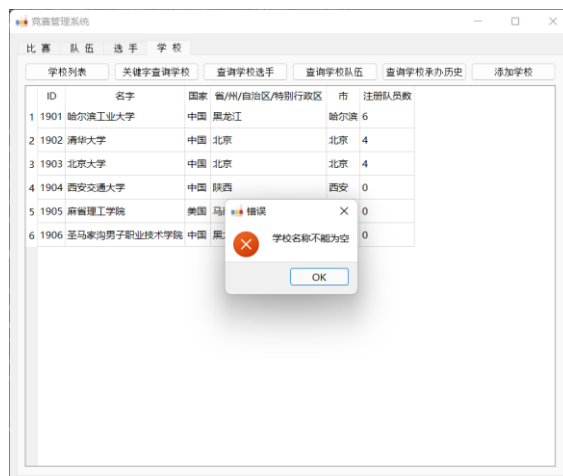 竞赛管理系统
比 赛 队 伍 选 手 学 校
学校列表 关键字查询学校 查询学校选手 查询学校队伍 查询学校承办历史 添加学校
ID 名字 国家 省/州/自治区/特别行政区 市 注册队员数
1 1901 哈尔滨工业大学 中国 黑龙江 哈尔滨 6
2 1902 清华大学 中国 北京 北京 4
3 1903 北京大学 中国 北京 北京 4
4 1904 西安交通大学 中国 陕西 西安 0
5 1905 麻省理工学院 美国 马 0
6 1906 圣马家沟男子职业技术学院 中国 黑 0
错误
学校名称不能为空
OK